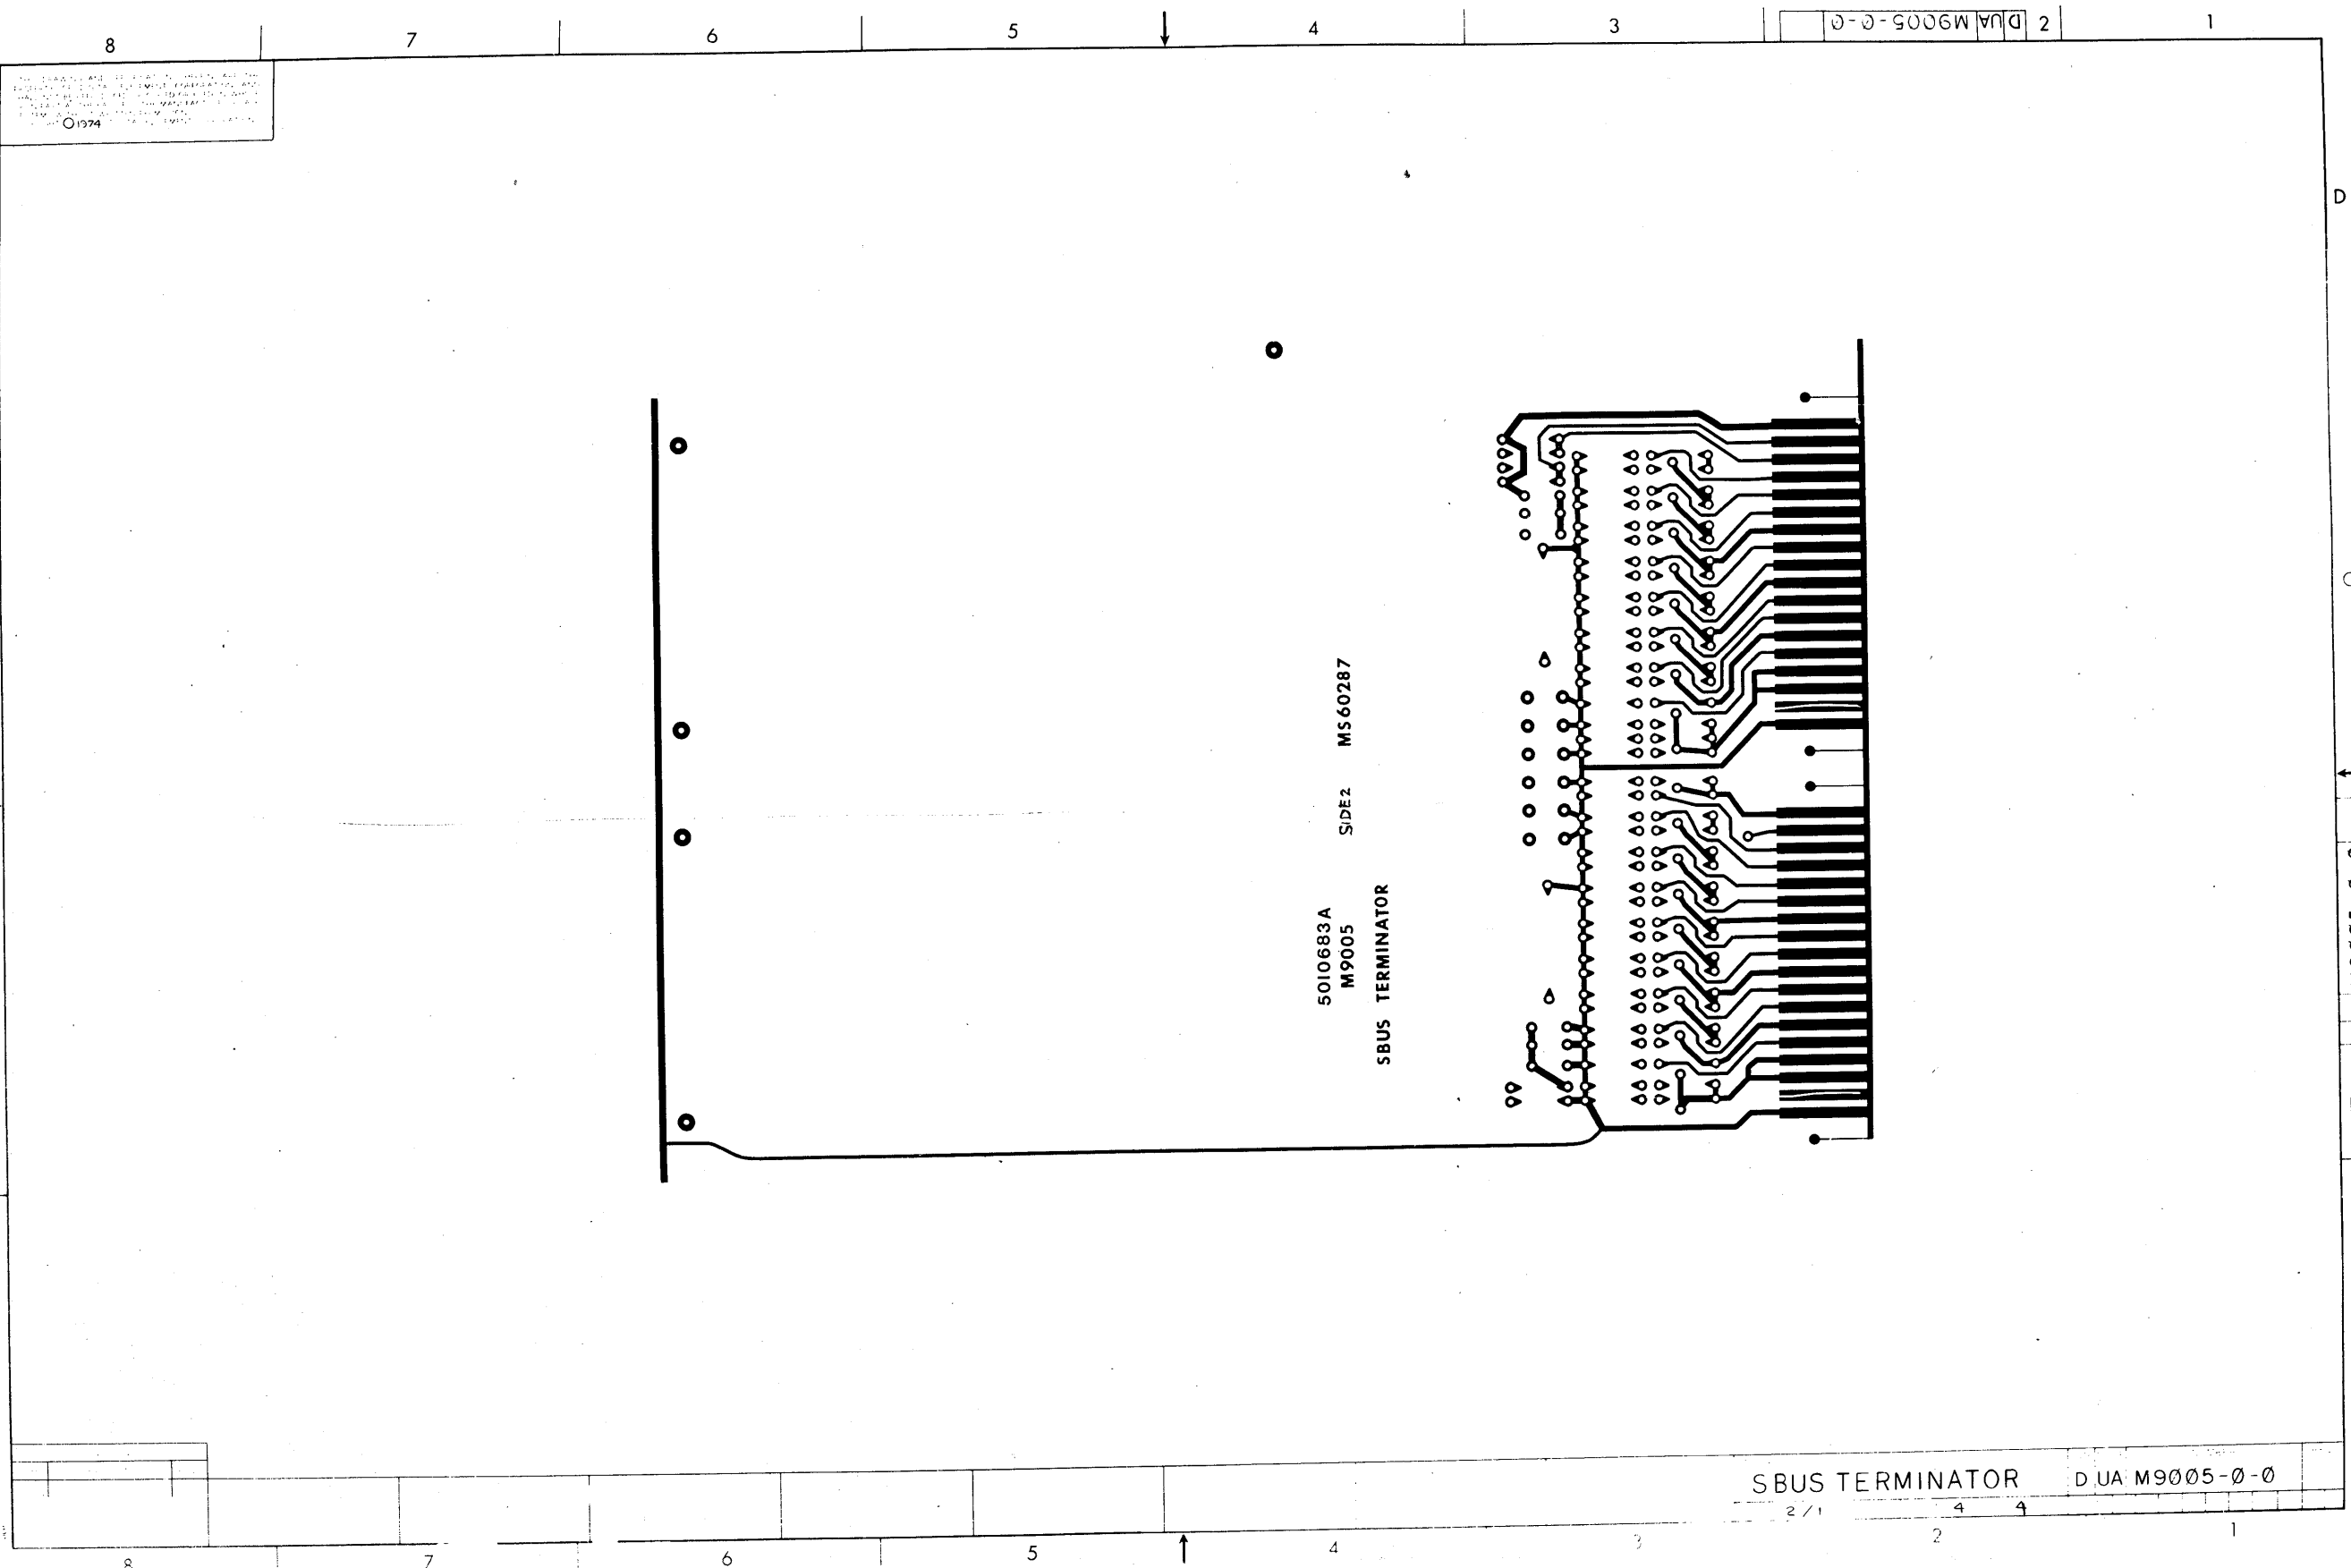 8 7 6 5 4 3 2 1
D UA M9005-0-0
1974
D
MS60287
SIDE2
5010683A
M9005
SBUS TERMINATOR
SBUS TERMINATOR D UA M9005-Ø-Ø
2/1 4 4
8 7 6 5 4 3 2 1